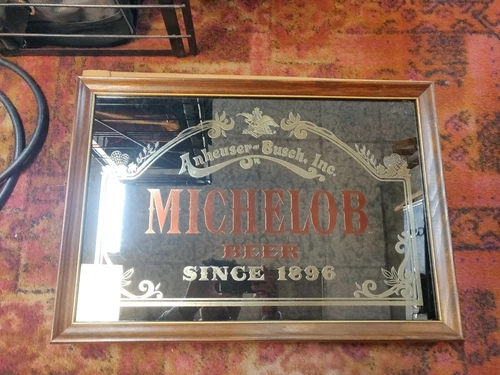 Anheuser-Busch, Inc.
MICHELOB
BEER
SINCE 1896